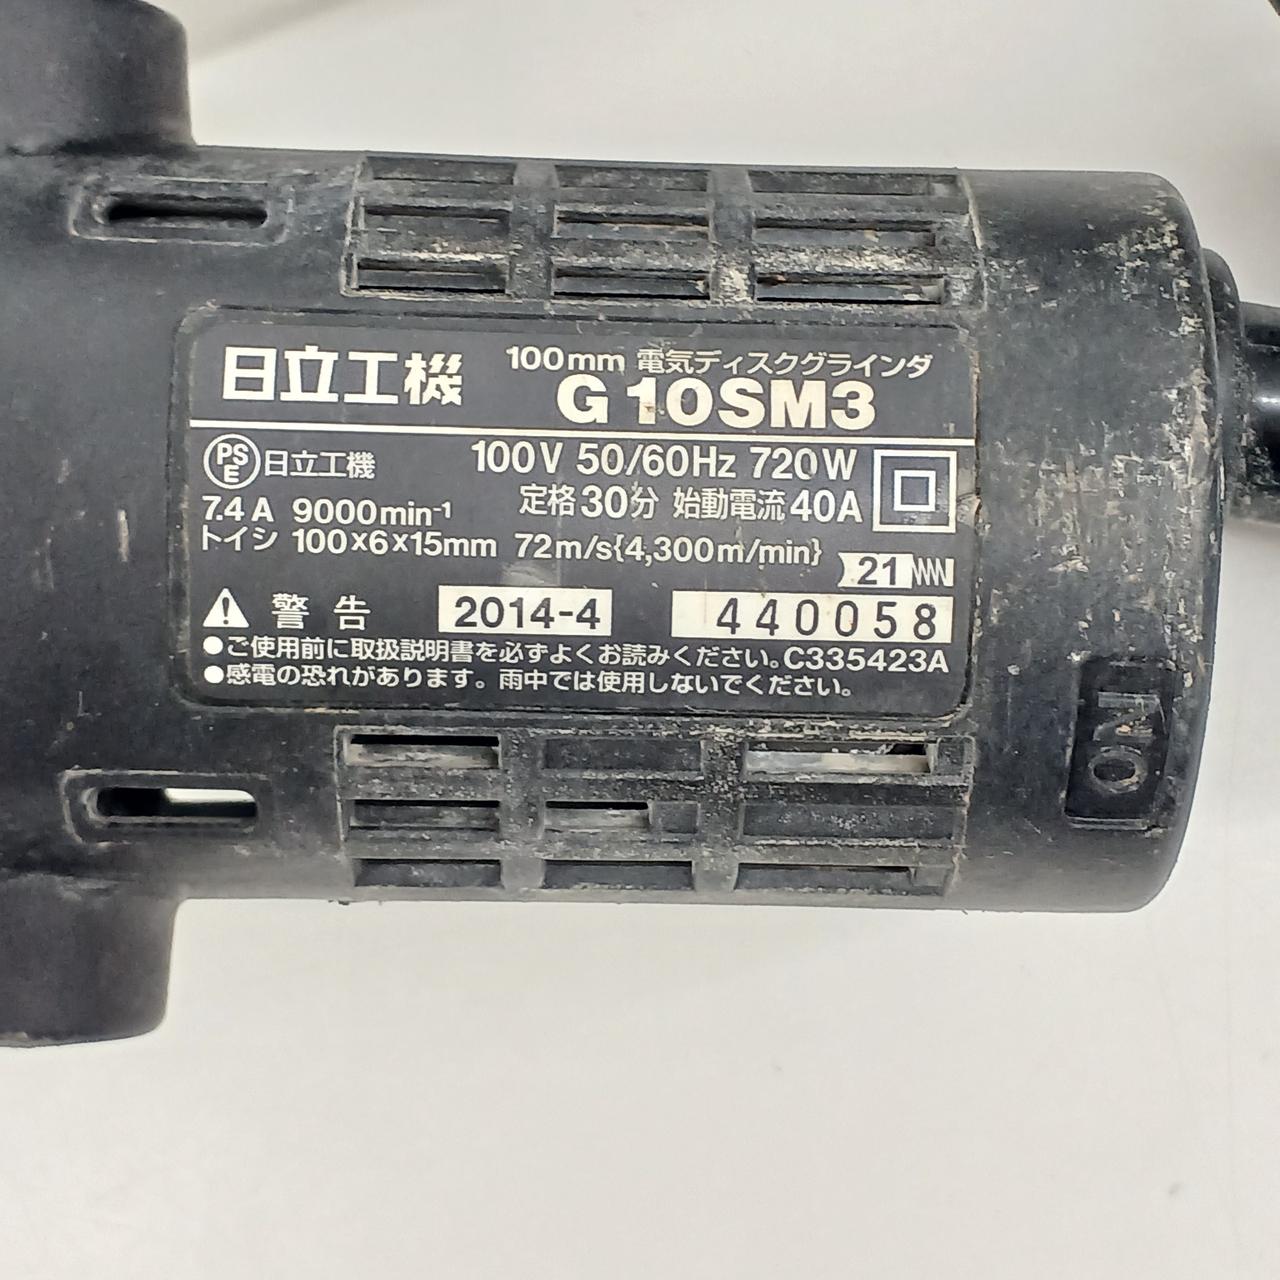 日立工機
100mm 電気ディスクグラインダ
G10SM3
PSE 日立工機 100V 50/60Hz 720W
7.4A 9000min-1 定格30分 始動電流40A
トイシ 100×6×15mm 72m/s{4,300m/min}
21
警告 2014-4 440058
●ご使用前に取扱説明書を必ずよくお読みください。C335423A
●感電の恐れがあります。雨中では使用しないでください。
ON